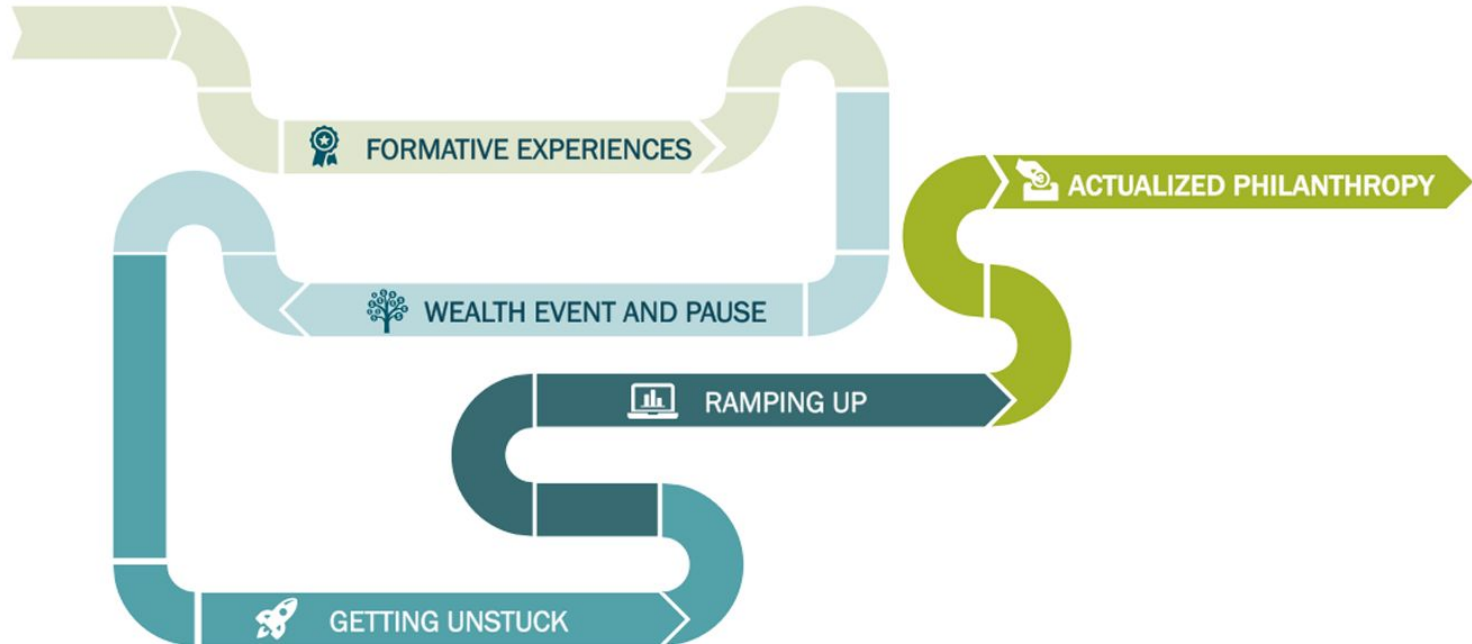 FORMATIVE EXPERIENCES
WEALTH EVENT AND PAUSE
GETTING UNSTUCK
RAMPING UP
ACTUALIZED PHILANTHROPY